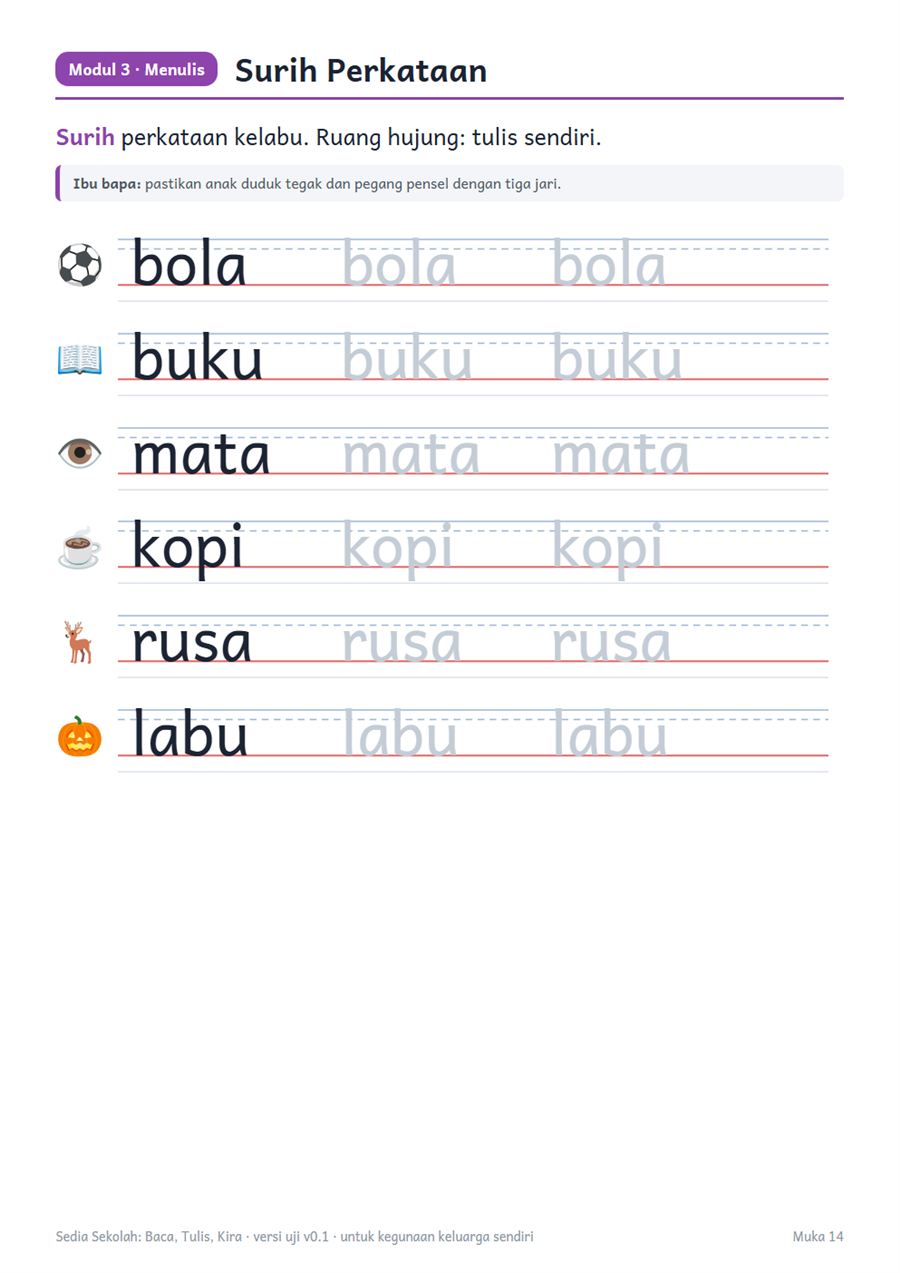 Modul 3 · Menulis Surih Perkataan
Surih perkataan kelabu. Ruang hujung: tulis sendiri.
Ibu bapa: pastikan anak duduk tegak dan pegang pensel dengan tiga jari.
bola bola bola
buku buku buku
mata mata mata
kopi kopi kopi
rusa rusa rusa
labu labu labu
Sedia Sekolah: Baca, Tulis, Kira · versi uji v0.1 · untuk kegunaan keluarga sendiri Muka 14